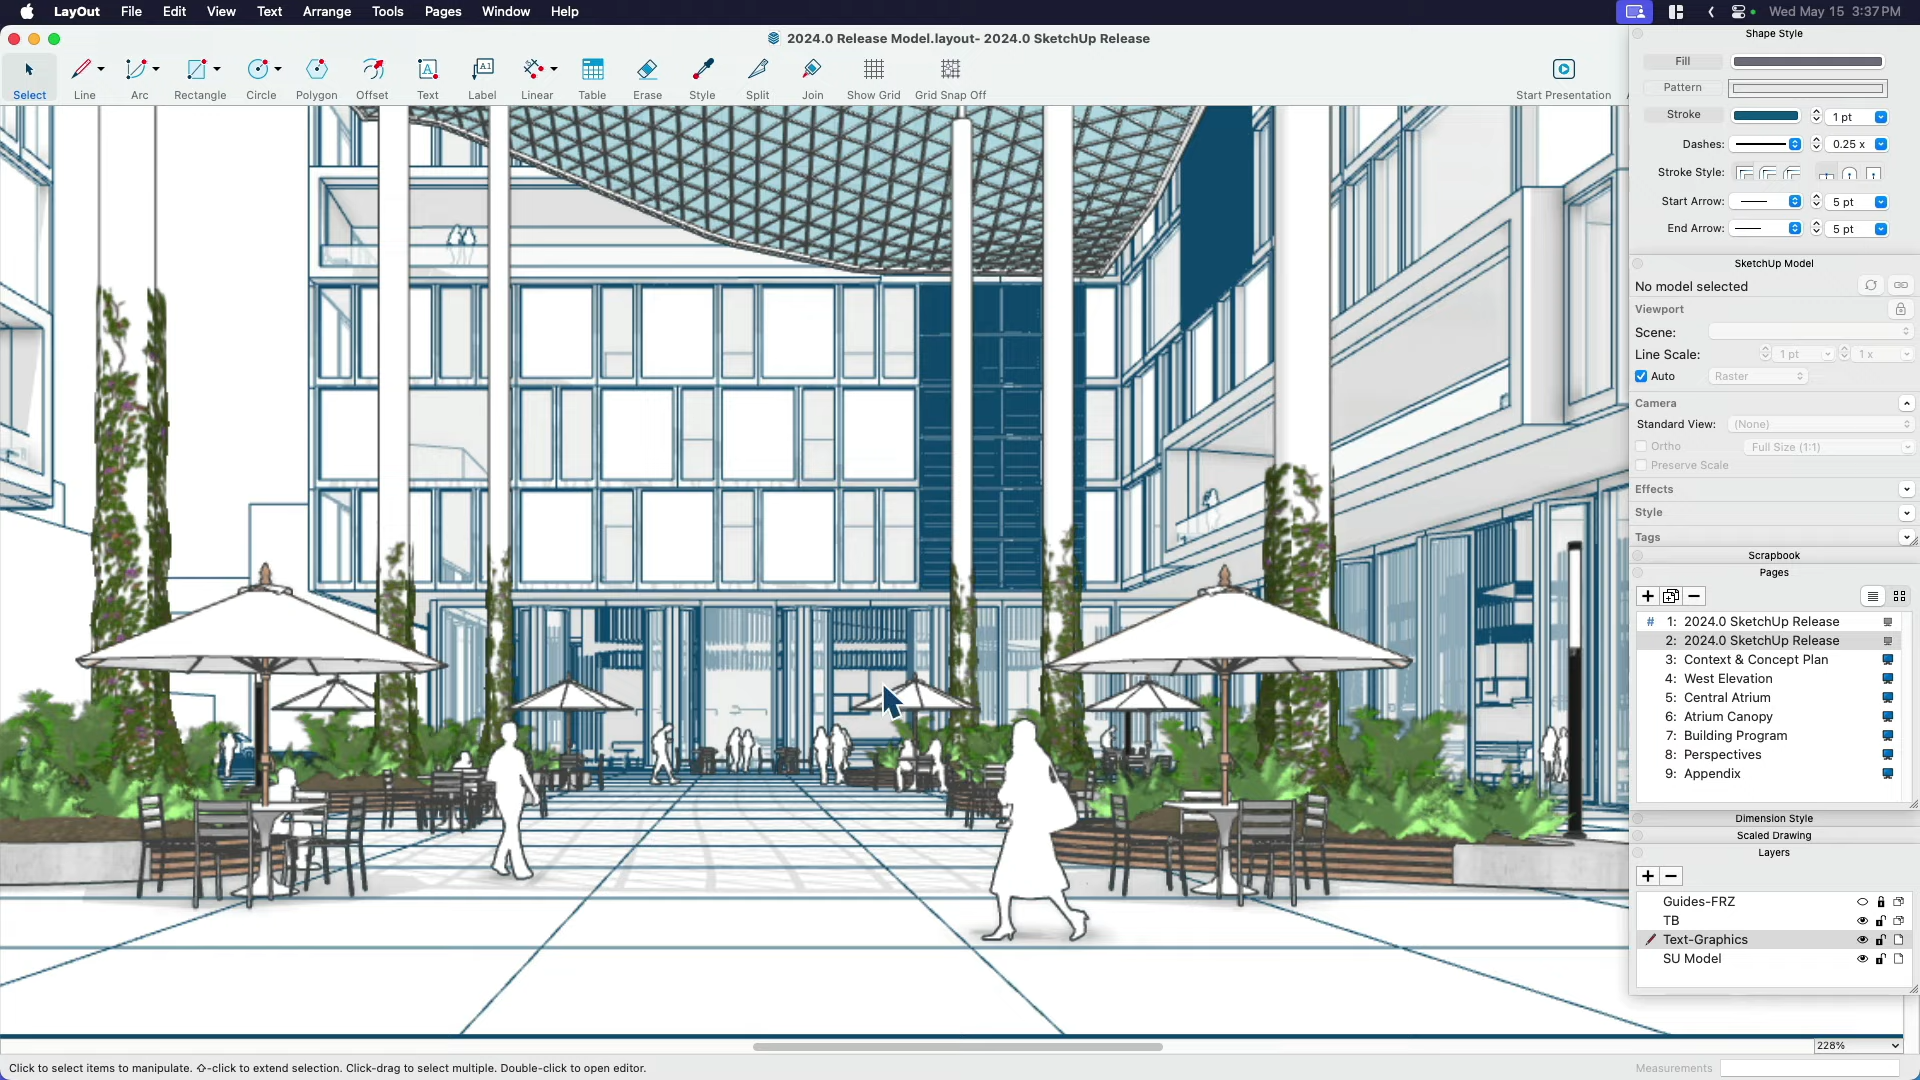 LayOut File Edit View Text Arrange Tools Pages Window Help
Wed May 15 3:37 PM
2024.0 Release Model.layout- 2024.0 SketchUp Release
Select Line Arc Rectangle Circle Polygon Offset Text Label Linear Table Erase Style Split Join Show Grid Grid Snap Off Start Presentation
Shape Style
Fill
Pattern
Stroke 1 pt
Dashes: 0.25 x
Stroke Style:
Start Arrow: 5 pt
End Arrow: 5 pt
SketchUp Model
No model selected
Viewport
Scene:
Line Scale: 1 pt 1 x
Auto Raster
Camera
Standard View: (None)
Ortho Full Size (1:1)
Preserve Scale
Effects
Style
Tags
Scrapbook
Pages
# 1: 2024.0 SketchUp Release
2: 2024.0 SketchUp Release
3: Context & Concept Plan
4: West Elevation
5: Central Atrium
6: Atrium Canopy
7: Building Program
8: Perspectives
9: Appendix
Dimension Style
Scaled Drawing
Layers
Guides-FRZ
TB
Text-Graphics
SU Model
228%
Click to select items to manipulate. ⇧-click to extend selection. Click-drag to select multiple. Double-click to open editor.
Measurements